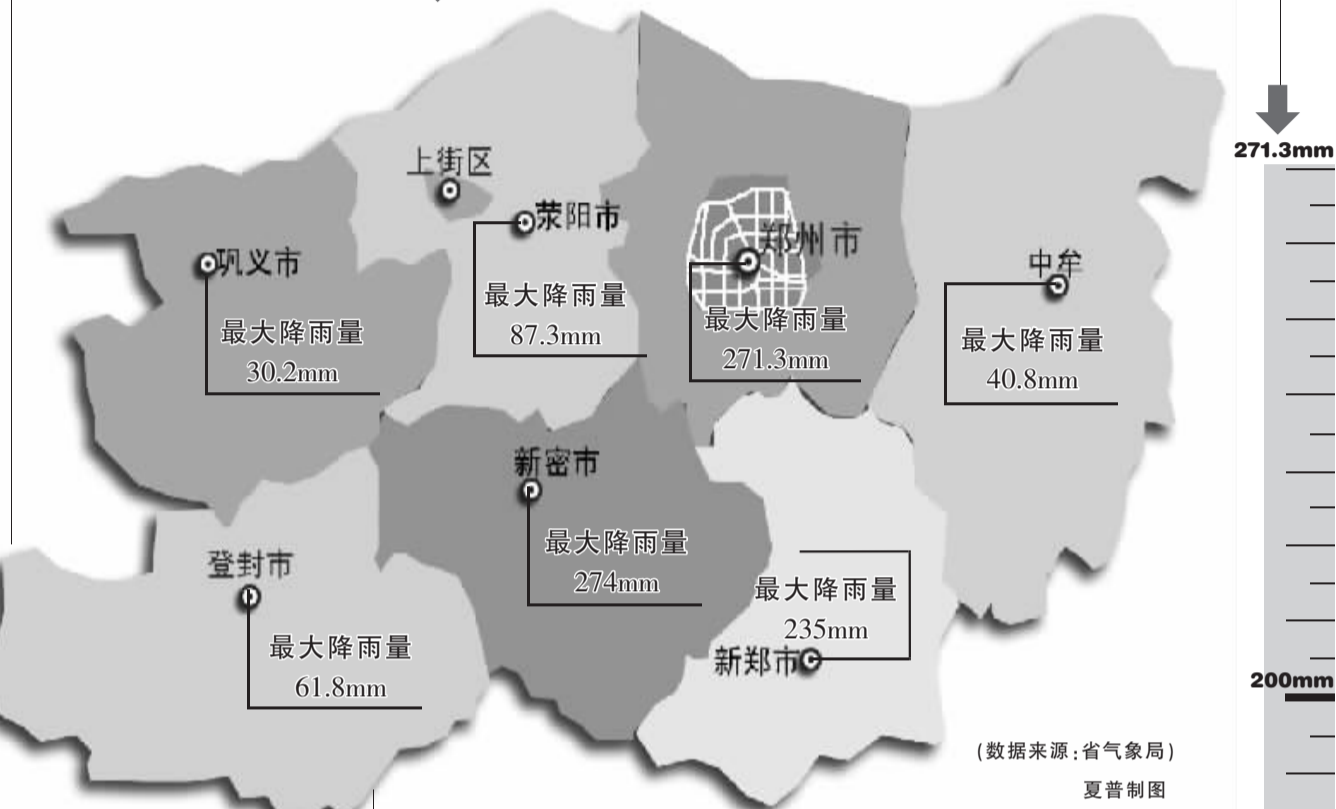 上街区
荥阳市
最大降雨量
87.3mm
巩义市
最大降雨量
30.2mm
郑州市
最大降雨量
271.3mm
中牟
最大降雨量
40.8mm
新密市
最大降雨量
274mm
登封市
最大降雨量
61.8mm
最大降雨量
235mm
新郑市
(数据来源:省气象局)
夏普制图
271.3mm
200mm